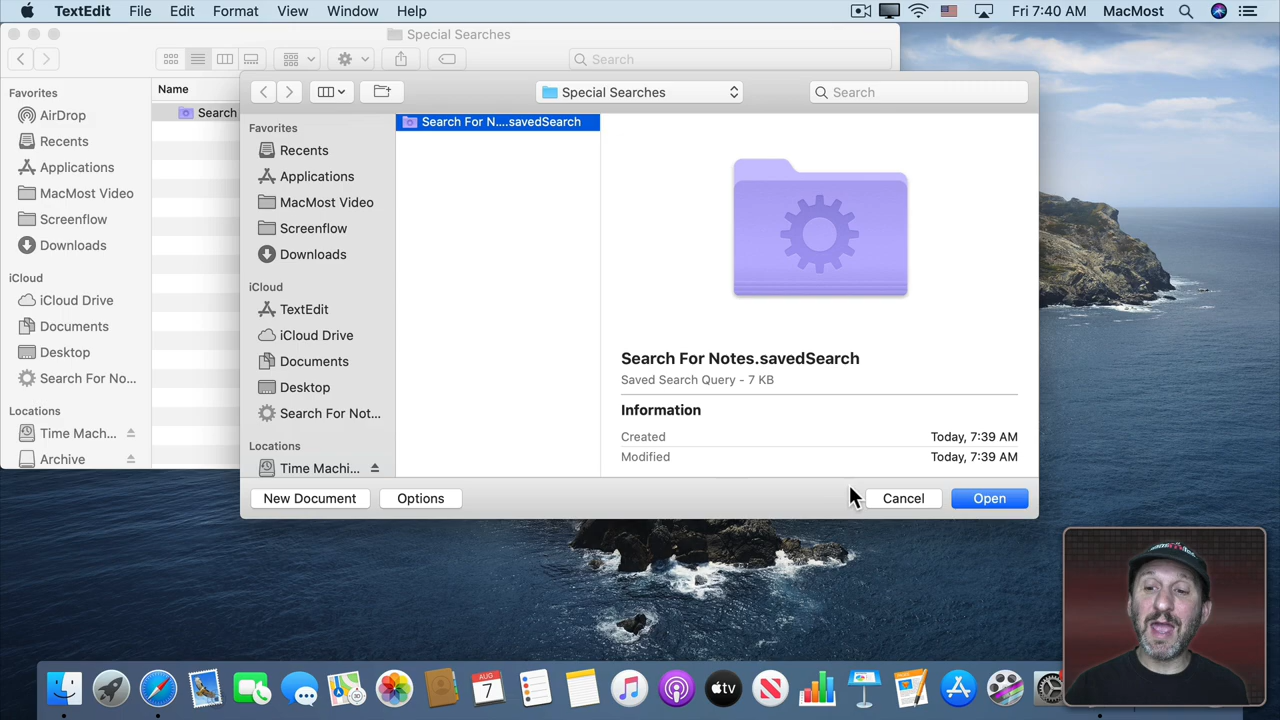 TextEdit File Edit Format View Window Help Fri 7:40 AM MacMost
Special Searches
Search
Favorites
AirDrop
Recents
Applications
MacMost Video
Screenflow
Downloads
iCloud
iCloud Drive
Documents
Desktop
Search For No...
Locations
Time Mach...
Archive
Name
Search
Special Searches
Search
Favorites
Recents
Applications
MacMost Video
Screenflow
Downloads
iCloud
TextEdit
iCloud Drive
Documents
Desktop
Search For Not...
Locations
Time Machi...
Search For N....savedSearch
Search For Notes.savedSearch
Saved Search Query - 7 KB
Information
Created Today, 7:39 AM
Modified Today, 7:39 AM
New Document Options Cancel Open
AUG
7
tv